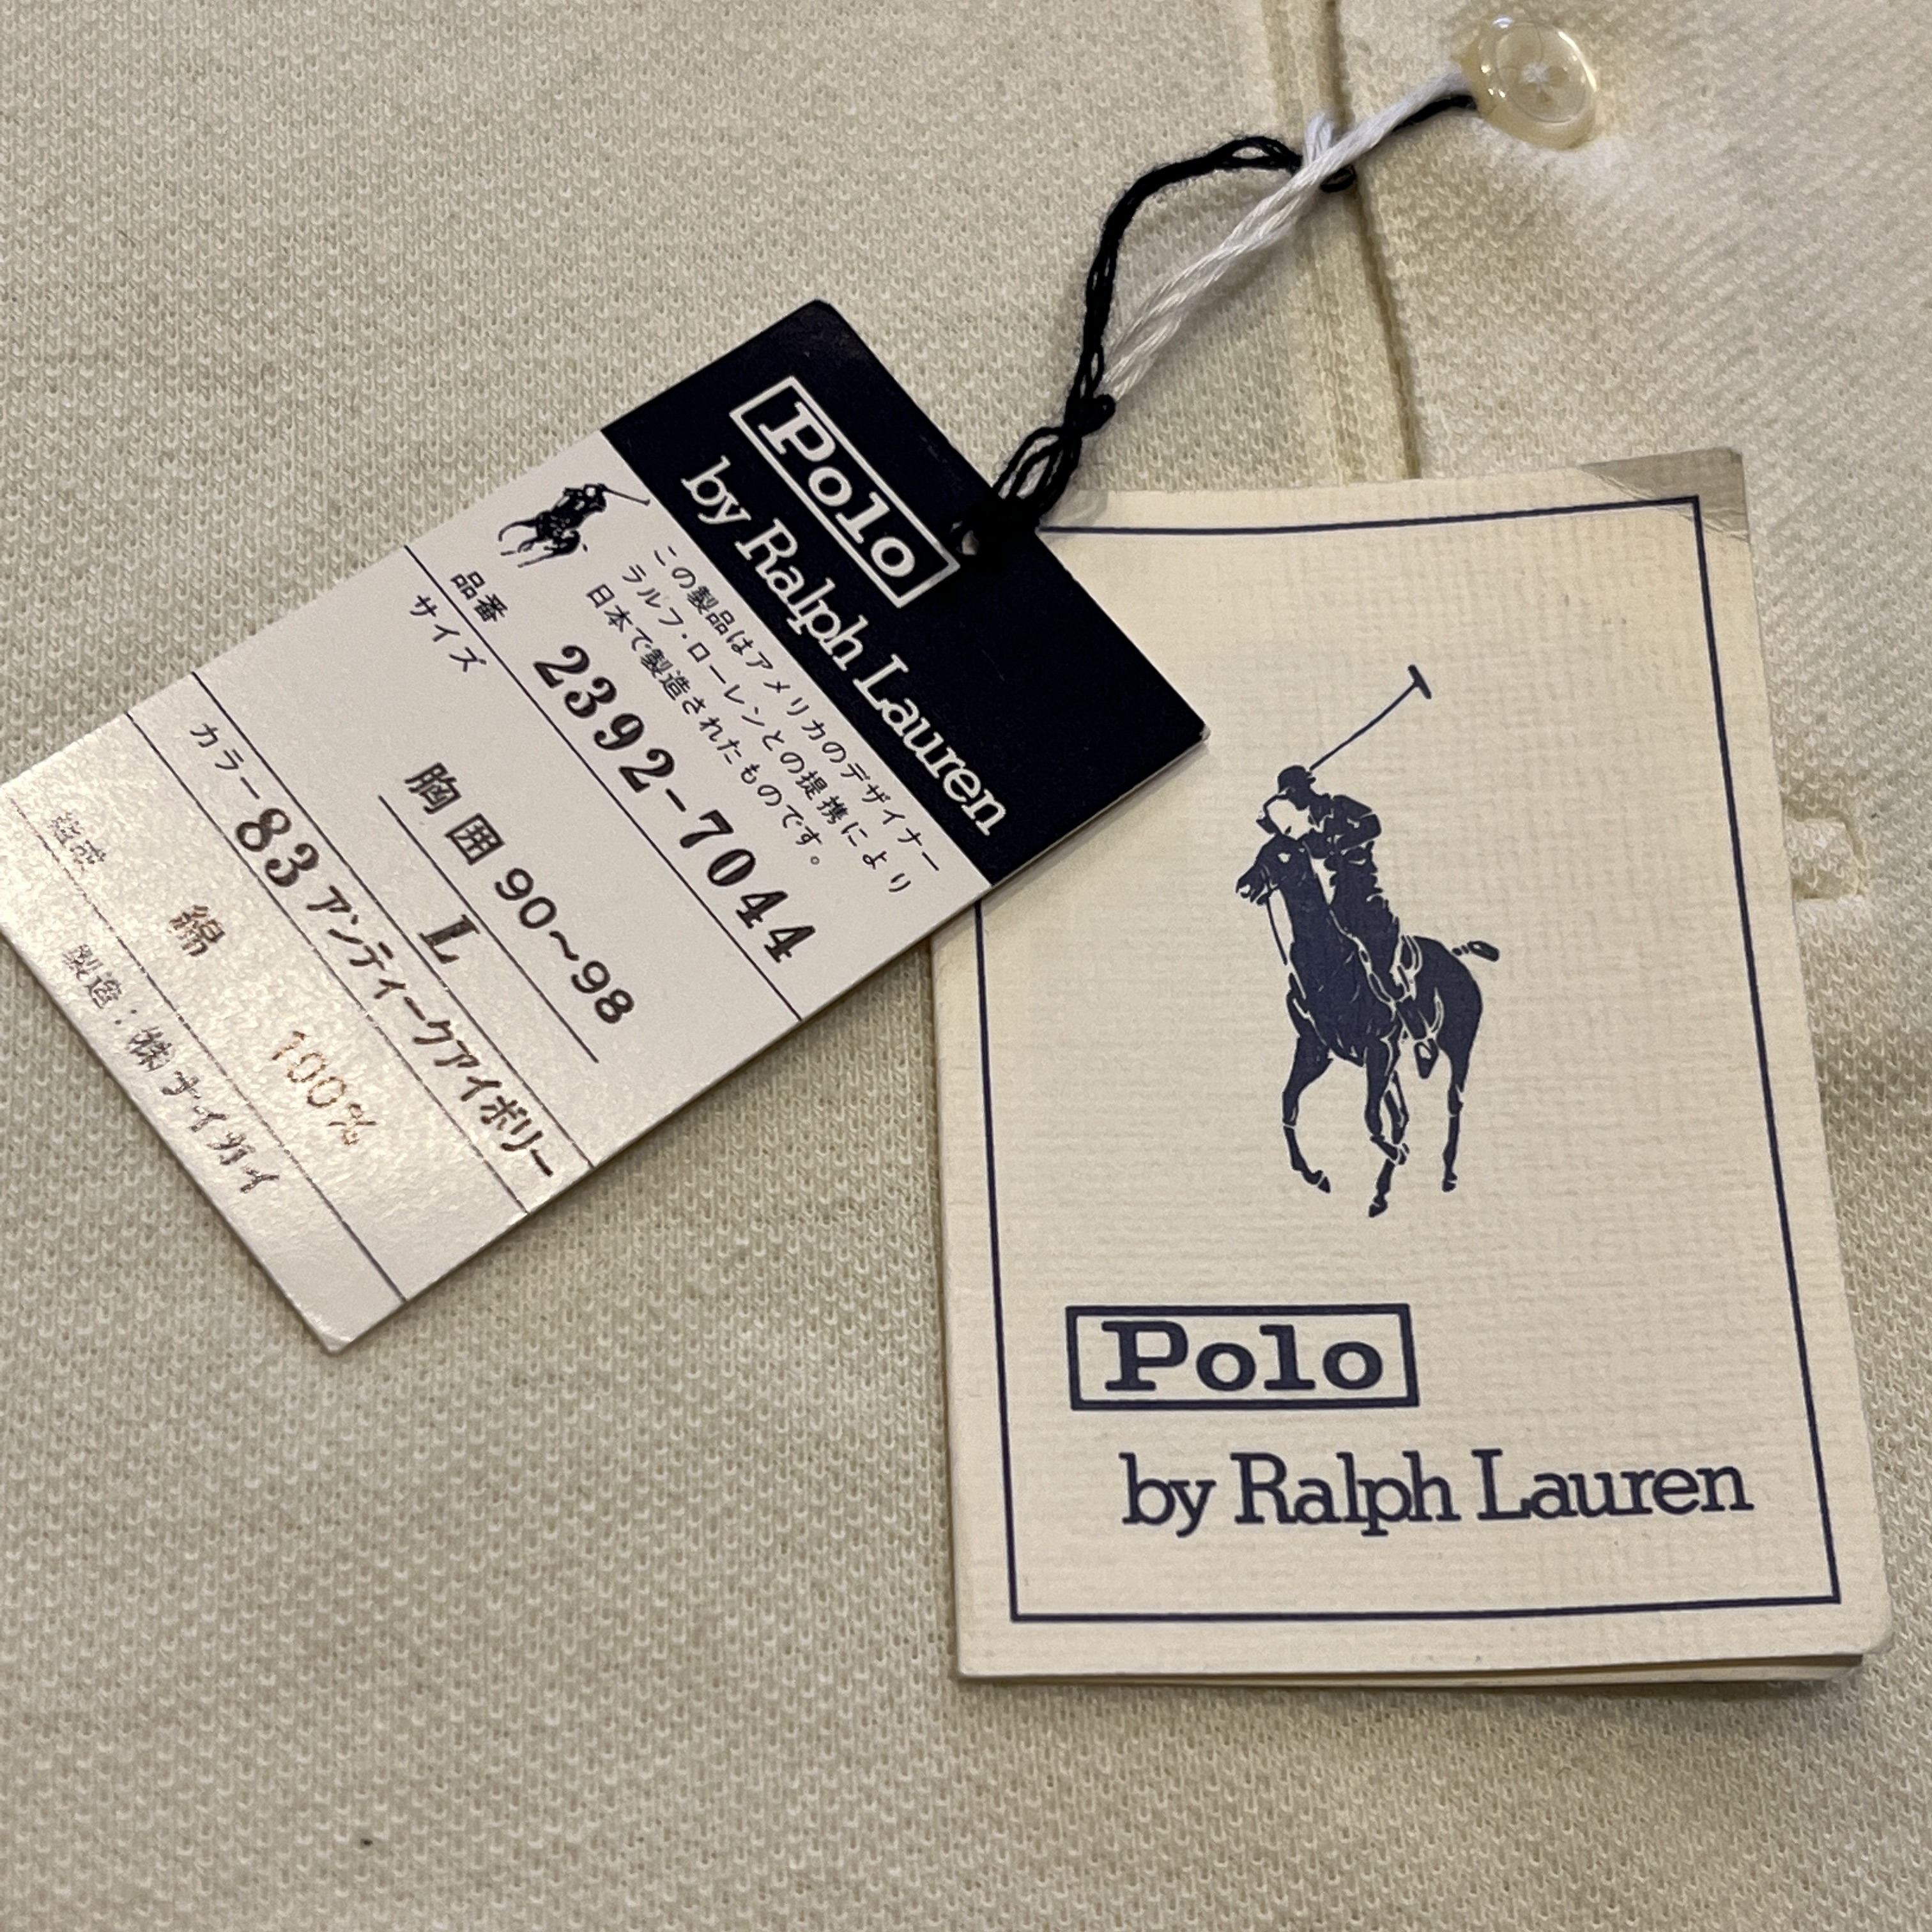 Polo
by Ralph Lauren
この製品はアメリカのデザイナー
ラルフ・ローレンとの提携により
日本で製造されたものです。
品番 2392-7044
サイズ
胸囲 90~98
L
カラー 83 アンティークアイボリー
組成 綿 100%
製造:㈱ナイガイ
Polo
by Ralph Lauren